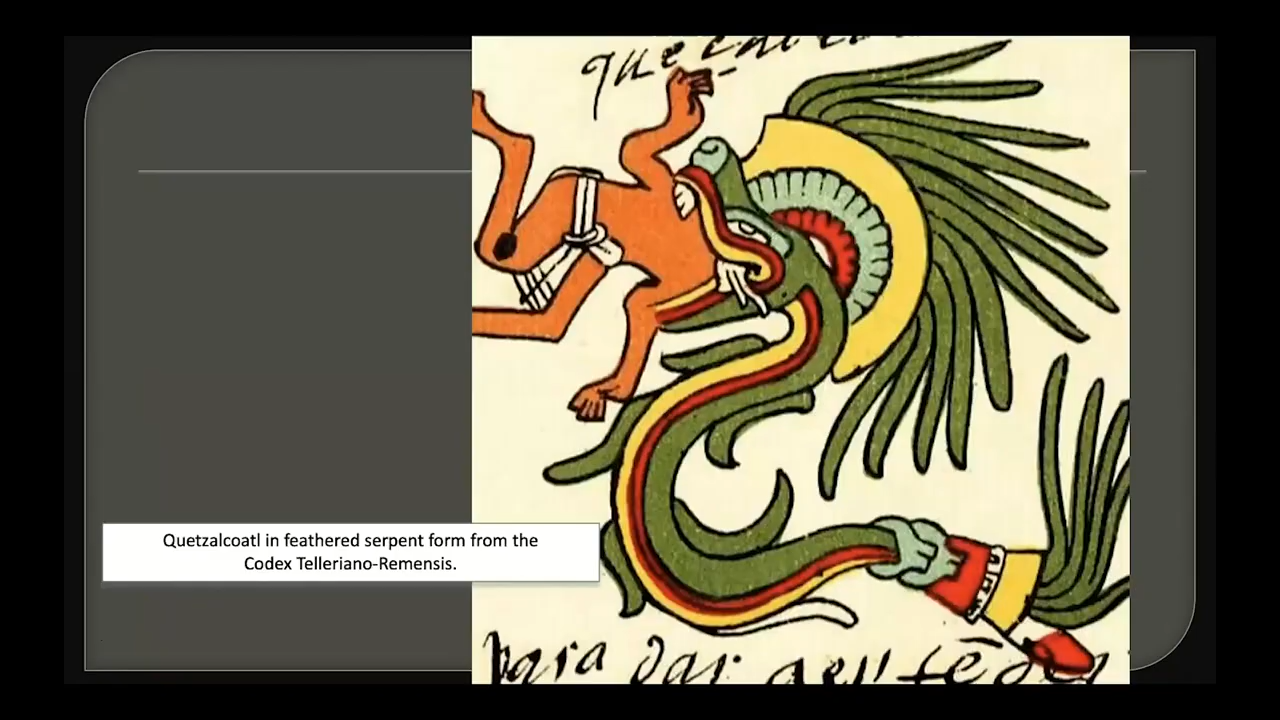 Quetzalcoatl in feathered serpent form from the
Codex Telleriano-Remensis.
para dar